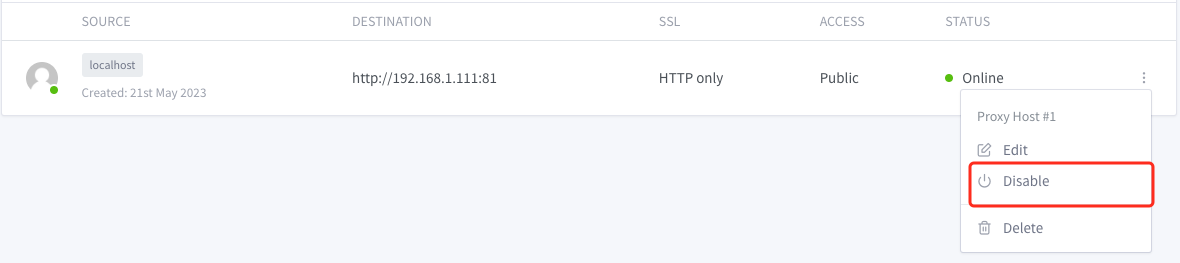 SOURCE DESTINATION SSL ACCESS STATUS
localhost
Created: 21st May 2023
http://192.168.1.111:81 HTTP only Public Online
Proxy Host #1
Edit
Disable
Delete